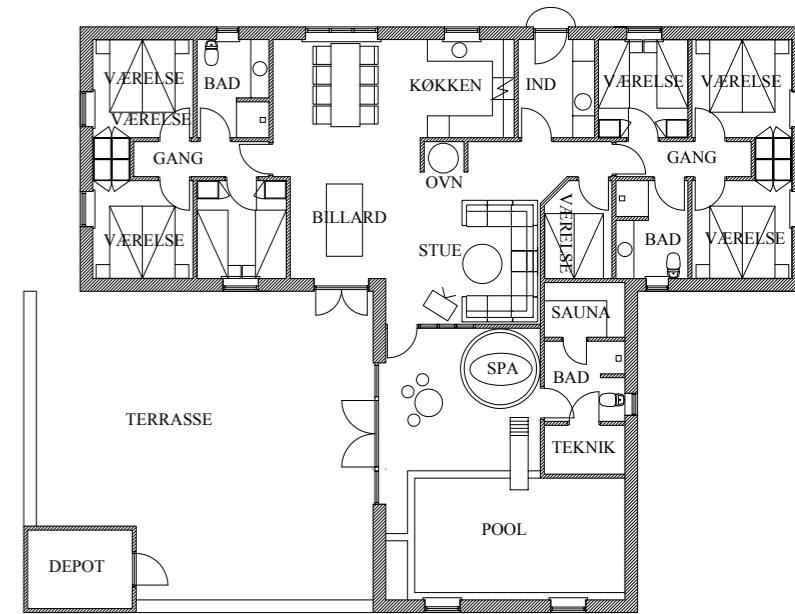 VÆRELSE
VÆRELSE
BAD
KØKKEN
IND
VÆRELSE
VÆRELSE
GANG
GANG
OVN
VÆRELSE
BILLARD
STUE
VÆRELSE
BAD
VÆRELSE
SAUNA
SPA
BAD
TERRASSE
TEKNIK
POOL
DEPOT